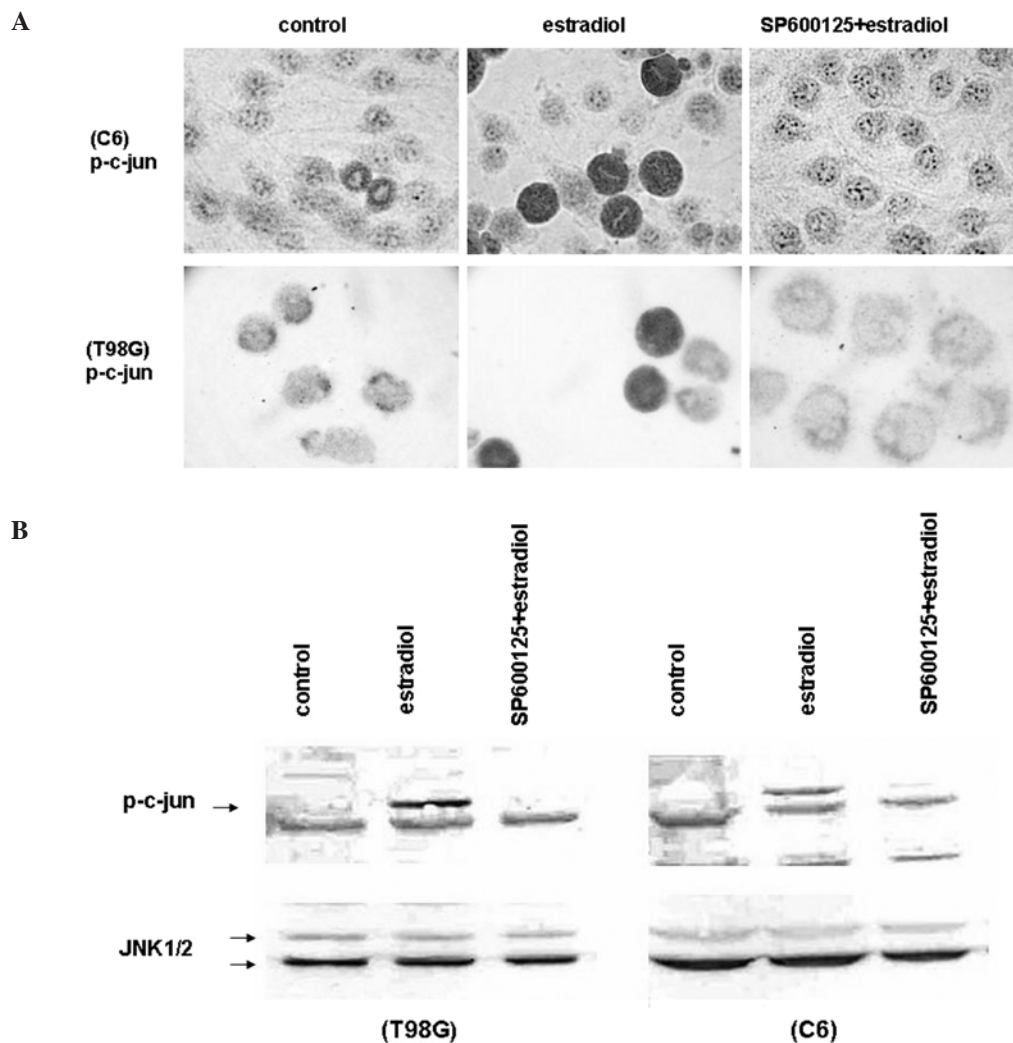 A
control
estradiol
SP600125+estradiol
(C6)
p-c-jun
(T98G)
p-c-jun
B
control
estradiol
SP600125+estradiol
control
estradiol
SP600125+estradiol
p-c-jun
JNK1/2
(T98G)
(C6)